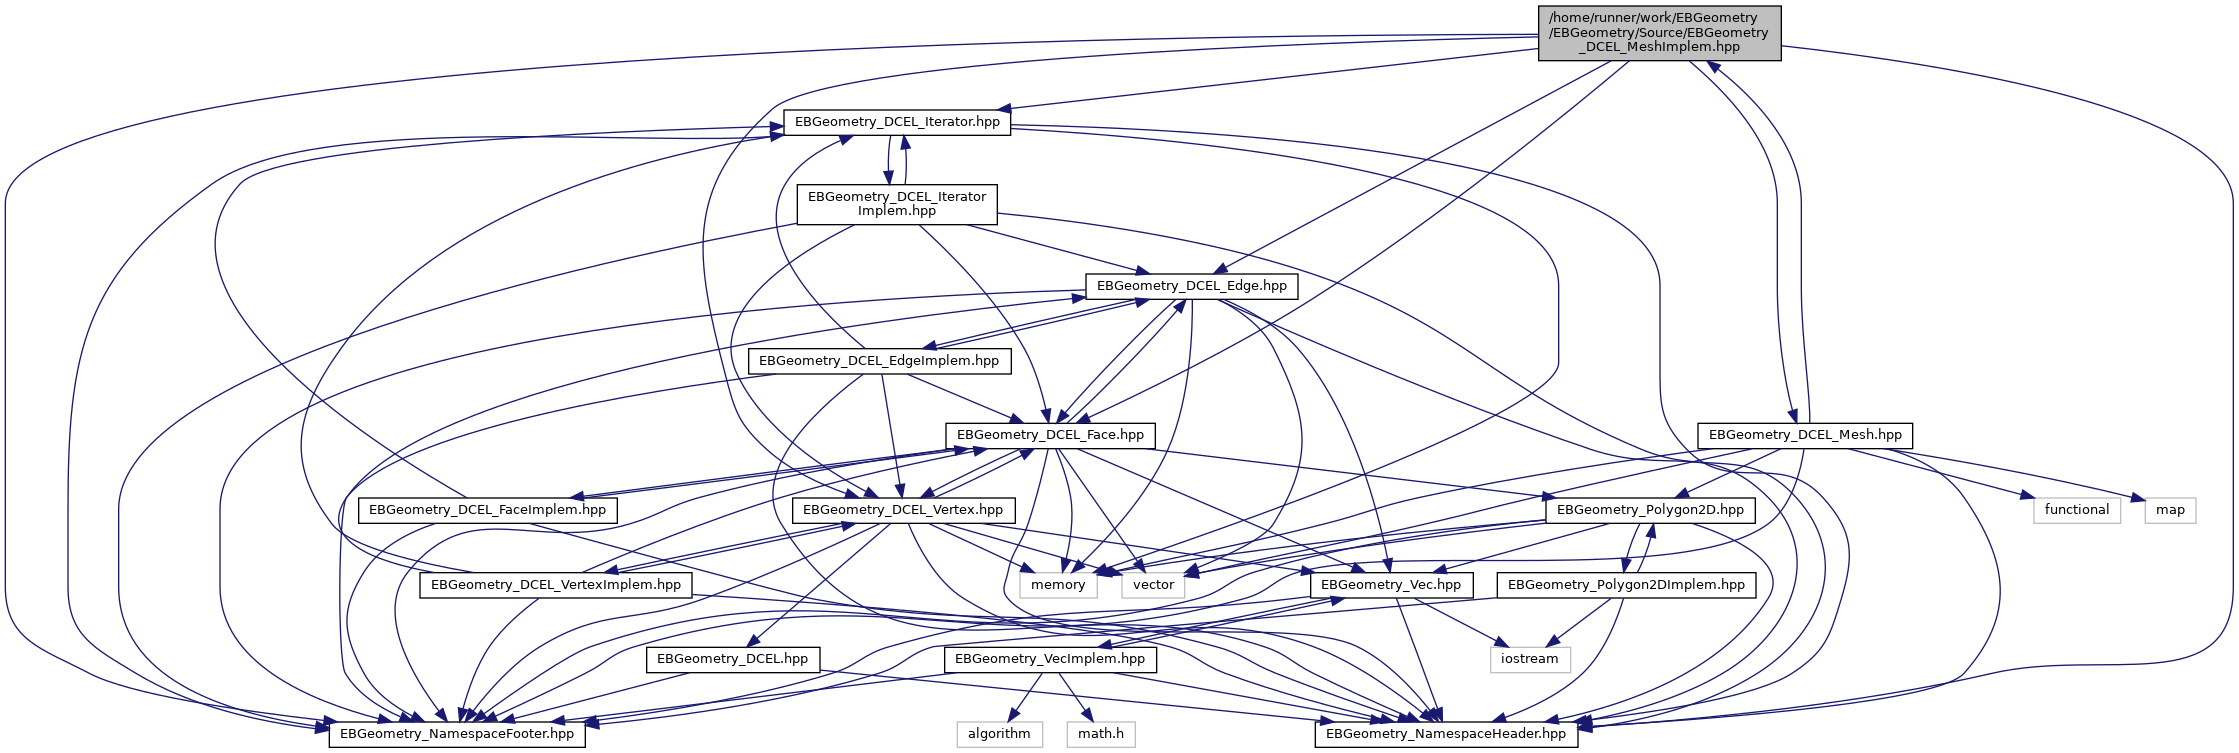 /home/runner/work/EBGeometry
/EBGeometry/Source/EBGeometry
_DCEL_MeshImplem.hpp
EBGeometry_DCEL_Iterator.hpp
EBGeometry_DCEL_Iterator
Implem.hpp
EBGeometry_DCEL_Edge.hpp
EBGeometry_DCEL_EdgeImplem.hpp
EBGeometry_DCEL_Face.hpp
EBGeometry_DCEL_Mesh.hpp
EBGeometry_DCEL_FaceImplem.hpp
EBGeometry_DCEL_Vertex.hpp
EBGeometry_Polygon2D.hpp
functional
map
EBGeometry_DCEL_VertexImplem.hpp
memory
vector
EBGeometry_Vec.hpp
EBGeometry_Polygon2DImplem.hpp
EBGeometry_DCEL.hpp
EBGeometry_VecImplem.hpp
iostream
EBGeometry_NamespaceFooter.hpp
algorithm
math.h
EBGeometry_NamespaceHeader.hpp